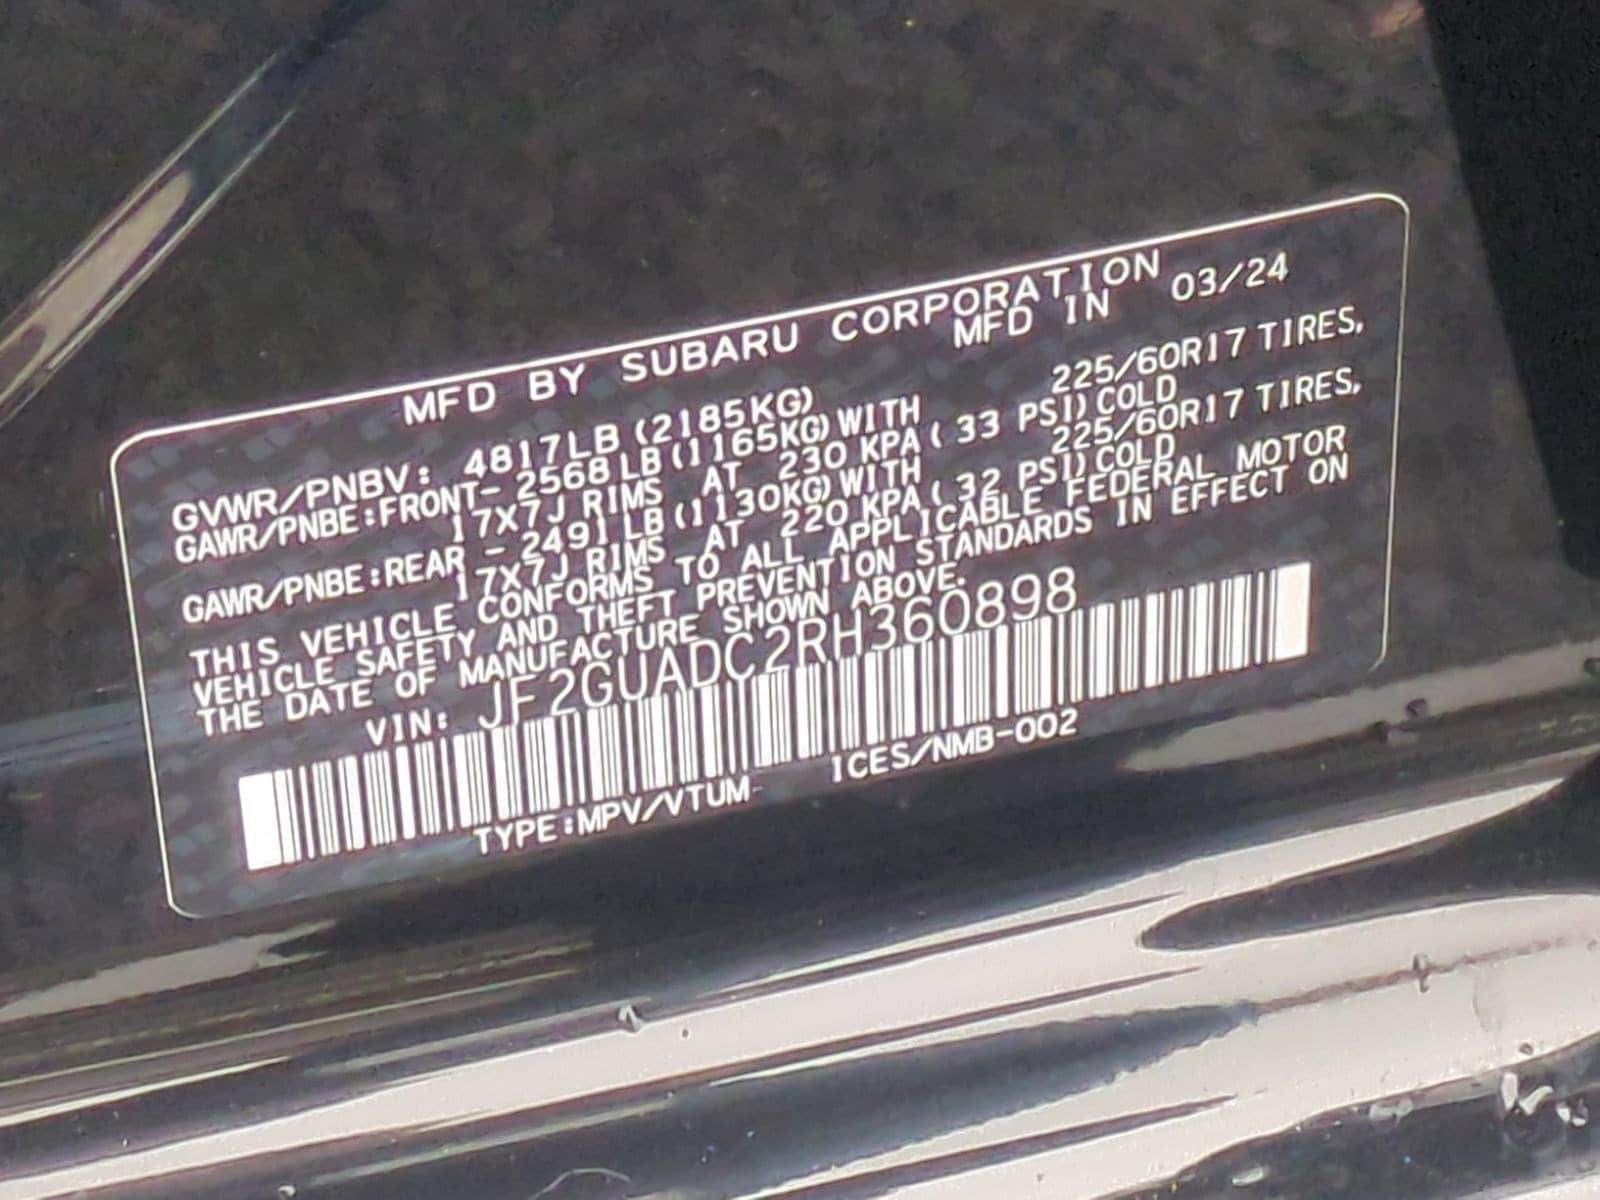 MFD BY SUBARU CORPORATION
MFD IN 03/24
GVWR/PNBV: 4817LB (2185KG)
GAWR/PNBE:FRONT- 2568 LB (1165KG) WITH 225/60R17 TIRES,
17X7J RIMS AT 230 KPA ( 33 PSI) COLD
GAWR/PNBE:REAR - 2491 LB (1130KG) WITH 225/60R17 TIRES,
17X7J RIMS AT 220 KPA ( 32 PSI) COLD
THIS VEHICLE CONFORMS TO ALL APPLICABLE FEDERAL MOTOR
VEHICLE SAFETY AND THEFT PREVENTION STANDARDS IN EFFECT ON
THE DATE OF MANUFACTURE SHOWN ABOVE.
VIN: JF2GUADC2RH360898
TYPE:MPV/VTUM ICES/NMB-002